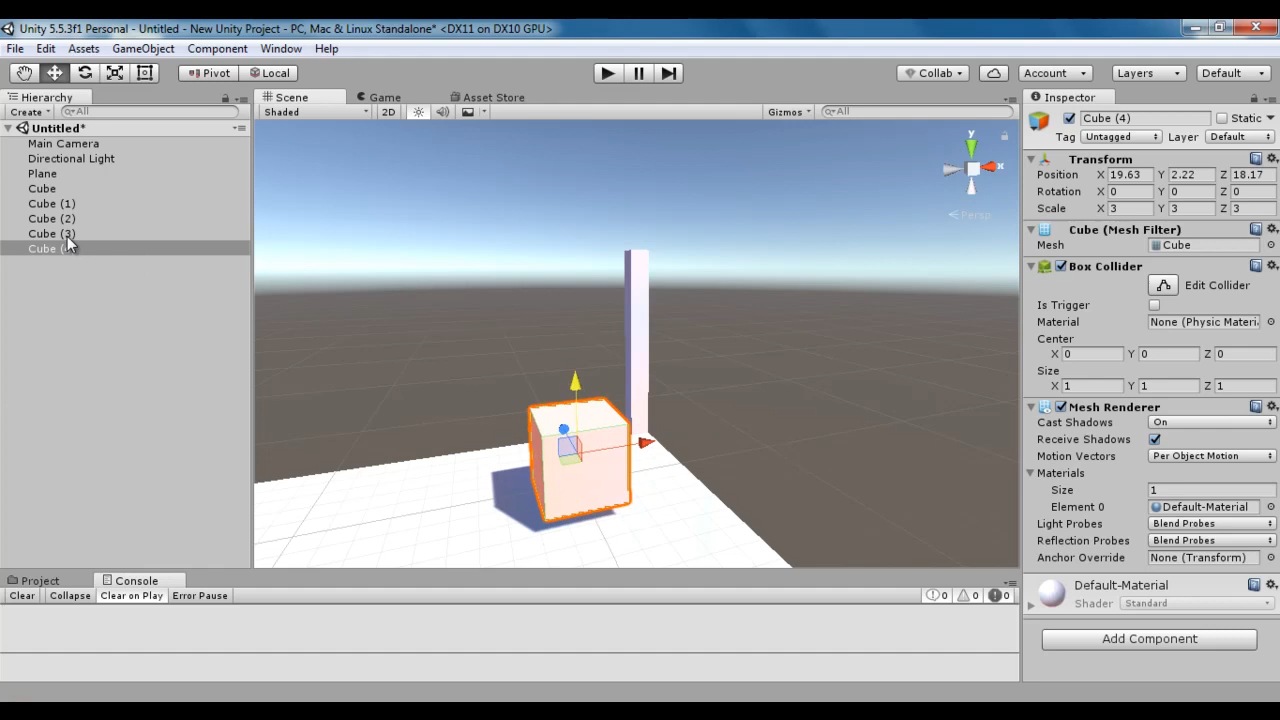 Unity 5.5.3f1 Personal - Untitled - New Unity Project - PC, Mac & Linux Standalone* <DX11 on DX10 GPU>
File Edit Assets GameObject Component Window Help
Pivot Local Collab Account Layers Default
Hierarchy
Create All
Untitled*
Main Camera
Directional Light
Plane
Cube
Cube (1)
Cube (2)
Cube (3)
Cube
Scene Game Asset Store
Shaded 2D Gizmos All
y
x
Persp
Project Console
Clear Collapse Clear on Play Error Pause 0 0 0
Inspector
Cube (4) Static
Tag Untagged Layer Default
Transform
Position X 19.63 Y 2.22 Z 18.17
Rotation X 0 Y 0 Z 0
Scale X 3 Y 3 Z 3
Cube (Mesh Filter)
Mesh Cube
Box Collider
Edit Collider
Is Trigger
Material None (Physic Materi
Center
X 0 Y 0 Z 0
Size
X 1 Y 1 Z 1
Mesh Renderer
Cast Shadows On
Receive Shadows
Motion Vectors Per Object Motion
Materials
Size 1
Element 0 Default-Material
Light Probes Blend Probes
Reflection Probes Blend Probes
Anchor Override None (Transform)
Default-Material
Shader Standard
Add Component